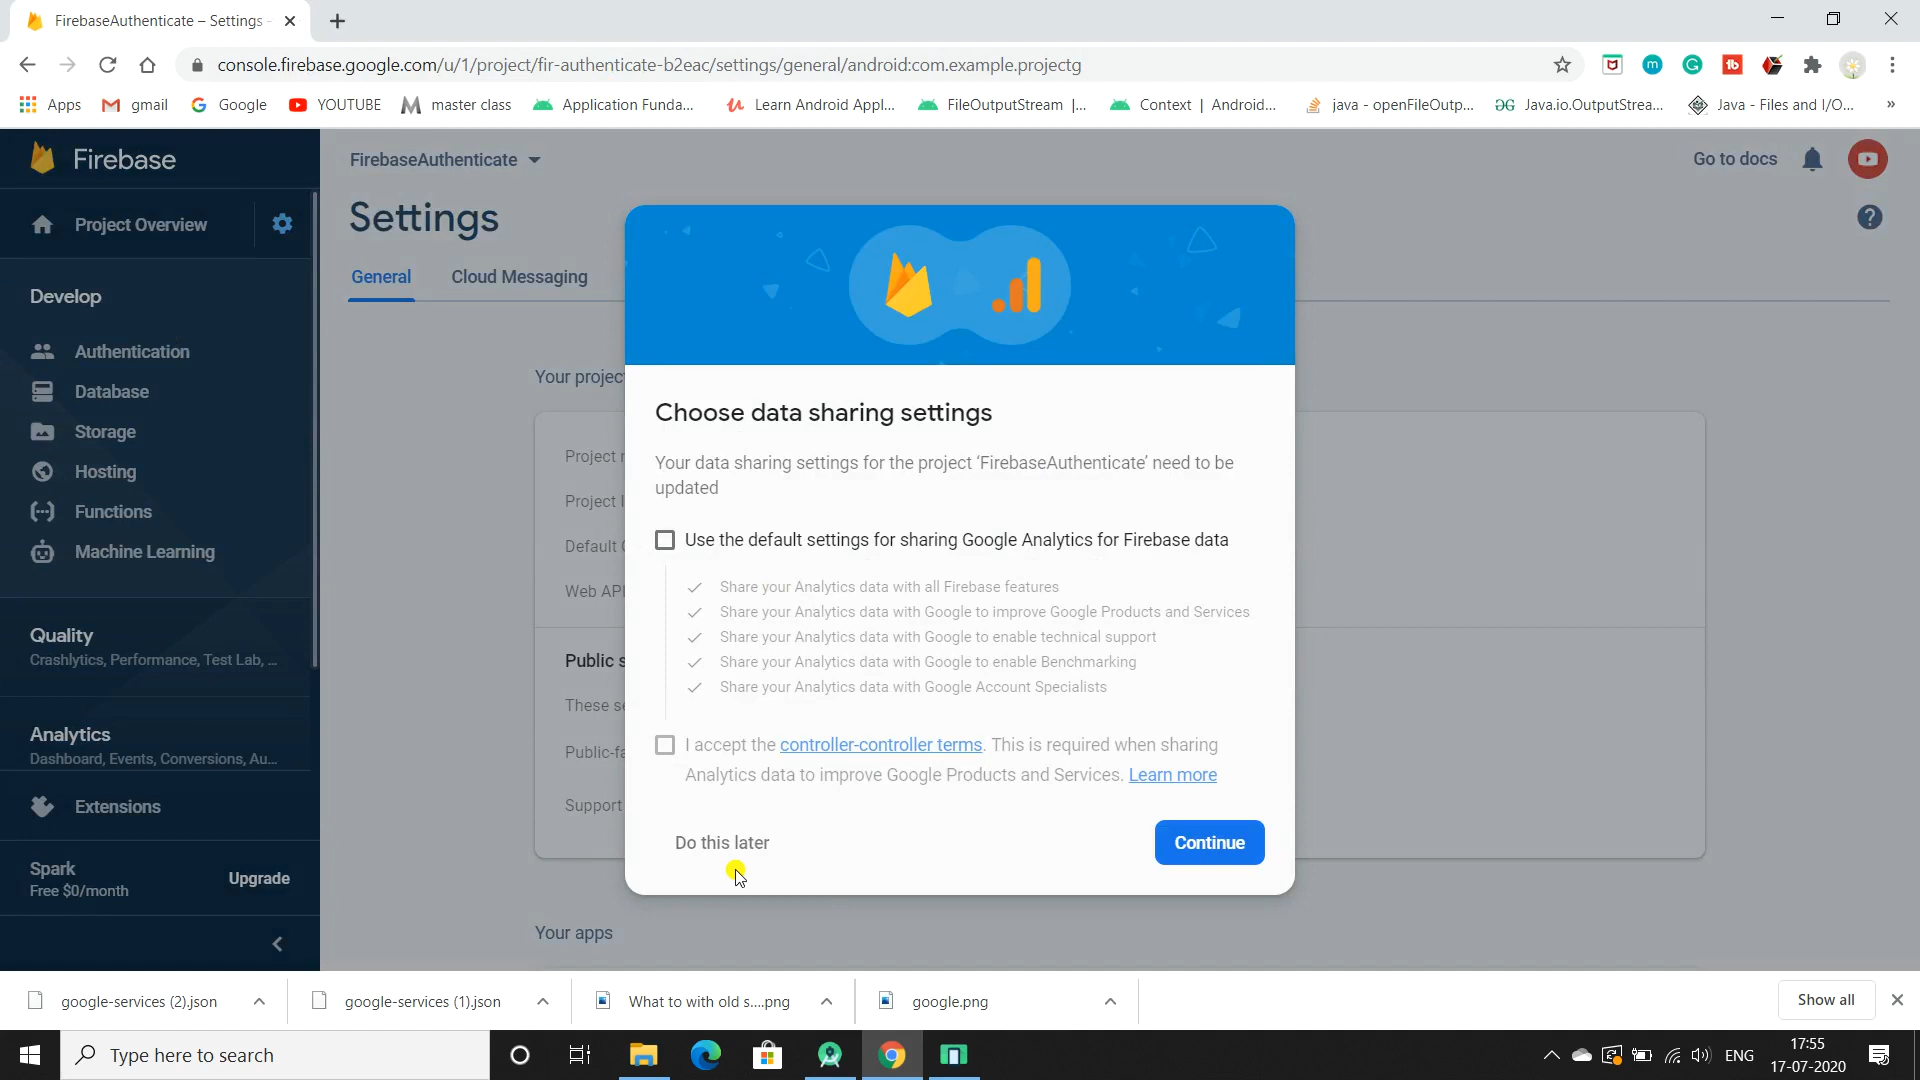 FirebaseAuthenticate – Settings -
console.firebase.google.com/u/1/project/fir-authenticate-b2eac/settings/general/android:com.example.projectg
Apps gmail Google YOUTUBE master class Application Funda... Learn Android Appl... FileOutputStream |... Context | Android... java - openFileOutp... Java.io.OutputStrea... Java - Files and I/O... »
Firebase
FirebaseAuthenticate
Go to docs
Project Overview
Settings
General
Cloud Messaging
Develop
Authentication
Database
Storage
Hosting
Functions
Machine Learning
Quality
Crashlytics, Performance, Test Lab, ...
Analytics
Dashboard, Events, Conversions, Au...
Extensions
Spark
Free $0/month
Upgrade
Your project
Project
Project I
Default
Web API
Public s
These se
Public-fa
Support
Your apps
Choose data sharing settings
Your data sharing settings for the project ‘FirebaseAuthenticate’ need to be
updated
Use the default settings for sharing Google Analytics for Firebase data
Share your Analytics data with all Firebase features
Share your Analytics data with Google to improve Google Products and Services
Share your Analytics data with Google to enable technical support
Share your Analytics data with Google to enable Benchmarking
Share your Analytics data with Google Account Specialists
I accept the controller-controller terms. This is required when sharing
Analytics data to improve Google Products and Services. Learn more
Do this later
Continue
google-services (2).json
google-services (1).json
What to with old s....png
google.png
Show all
Type here to search
ENG
17:55
17-07-2020